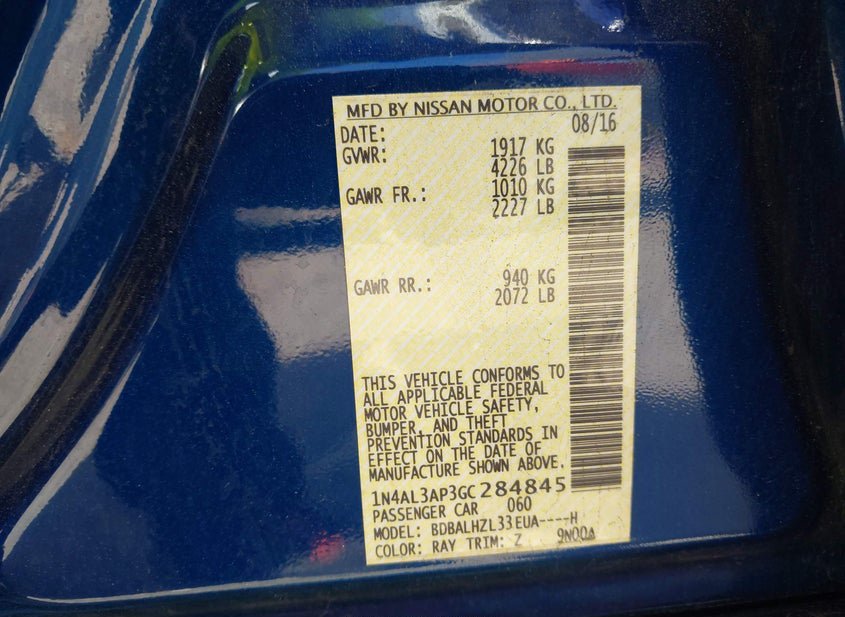 MFD BY NISSAN MOTOR CO., LTD.
DATE: 08/16
GVWR: 1917 KG
4226 LB
GAWR FR.: 1010 KG
2227 LB
GAWR RR.: 940 KG
2072 LB
THIS VEHICLE CONFORMS TO
ALL APPLICABLE FEDERAL
MOTOR VEHICLE SAFETY,
BUMPER, AND THEFT
PREVENTION STANDARDS IN
EFFECT ON THE DATE OF
MANUFACTURE SHOWN ABOVE.
1N4AL3AP3GC284845
PASSENGER CAR 060
MODEL: BDBALHZL33EUA----H
COLOR: RAY TRIM: Z